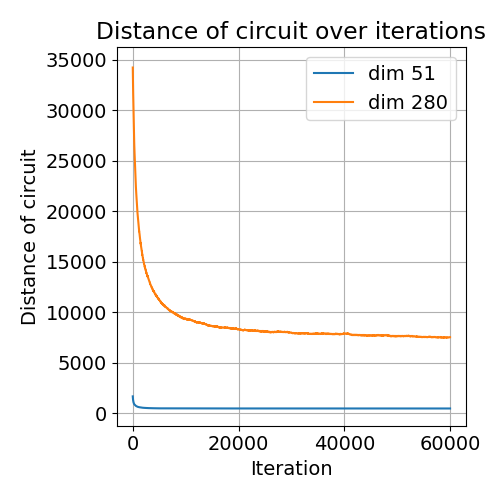 Distance of circuit over iterations
dim 51
dim 280
Distance of circuit
35000
30000
25000
20000
15000
10000
5000
0
0 20000 40000 60000
Iteration